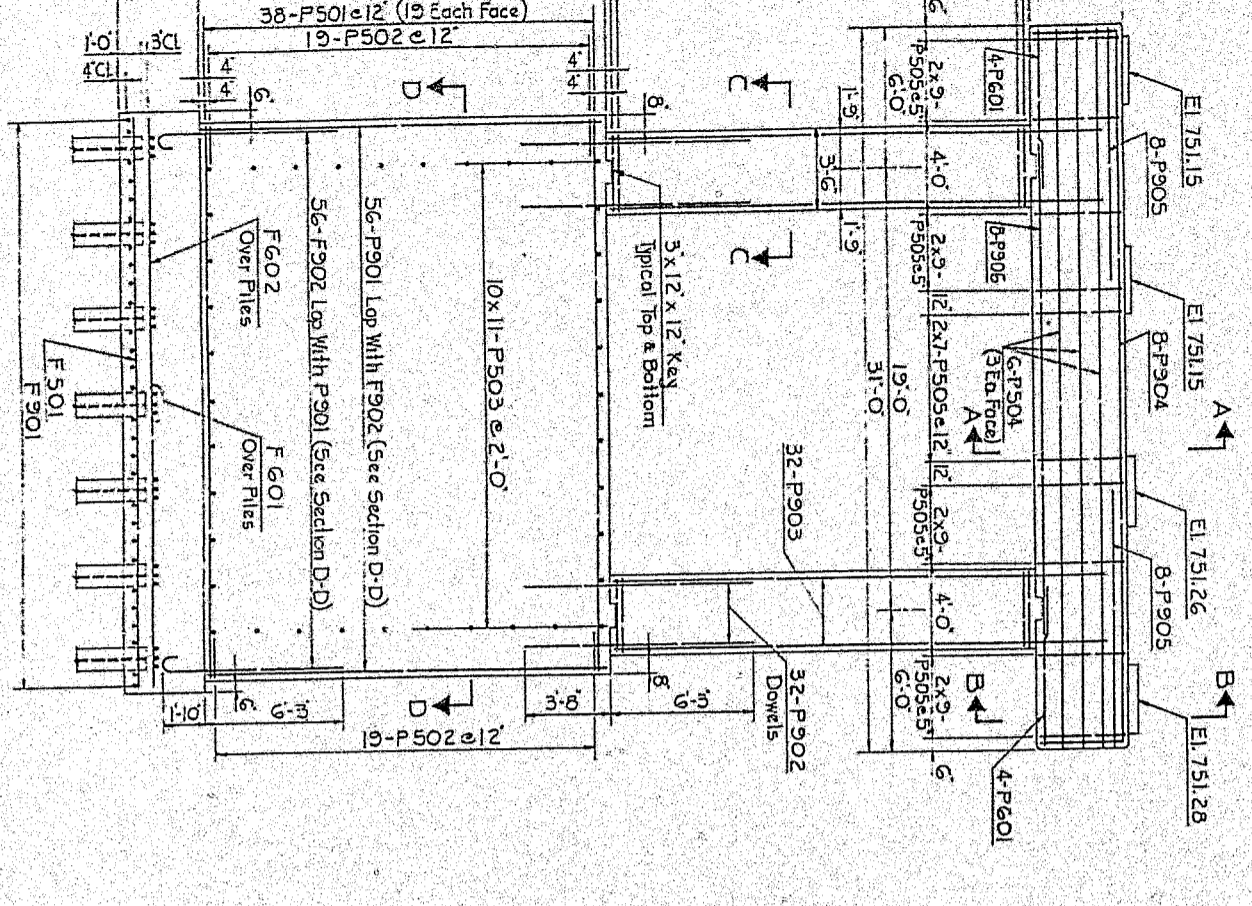 38-P501@12" (19 Each Face)
19-P502@12"
1'-0"
3"CL
4"CL
4"
4"
6"
4"
4"
D
8"
C
1'-9"
3'-6"
1'-9"
C
6"
2x9-
P505@5"
6'-0"
4-P601
4'-0"
El. 751.15
8-P905
8-P906
2x9-
P505@5"
12"
2x7-P505@12"
12"
El. 751.15
8-P904
6-P504
(3 Ea. Face)
A
A
19'-0"
31'-0"
2x9-
P505@5"
El. 751.26
8-P905
4'-0"
2x9-
P505@5"
6'-0"
B
B
El. 751.28
4-P601
6"
3"x12"x12" Key
Typical Top & Bottom
32-P903
32-P902
Dowels
10x11-P503@2'-0"
56-P901 Lap With F902 (See Section D-D)
56-F902 Lap With P901 (See Section D-D)
F602
Over Piles
F601
Over Piles
F501
F901
1'-10"
6"
6'-3"
D
3'-8"
8"
6'-3"
19-P502@12"